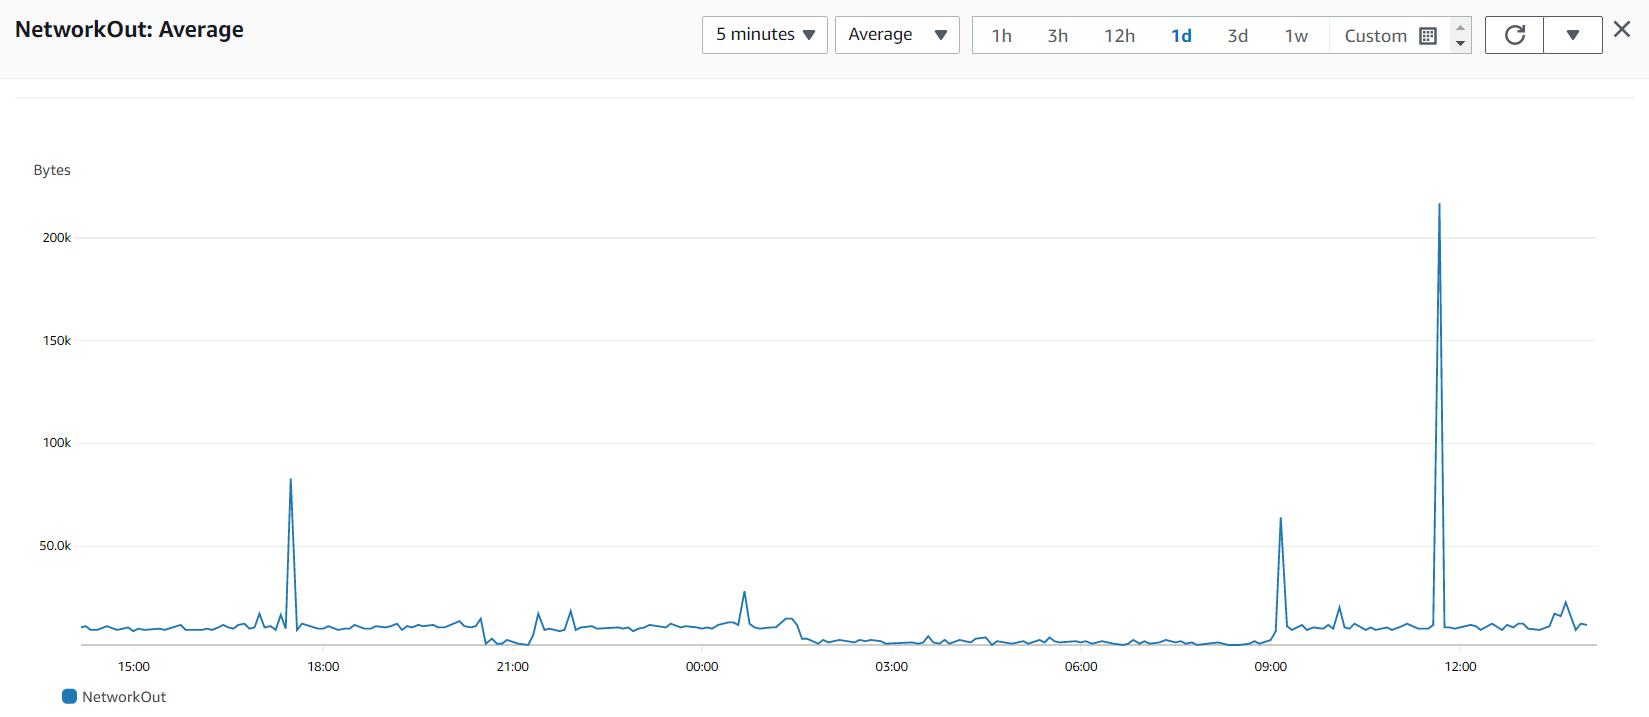 NetworkOut: Average
5 minutes Average 1h 3h 12h 1d 3d 1w Custom
Bytes
200k
150k
100k
50.0k
15:00 18:00 21:00 00:00 03:00 06:00 09:00 12:00
NetworkOut